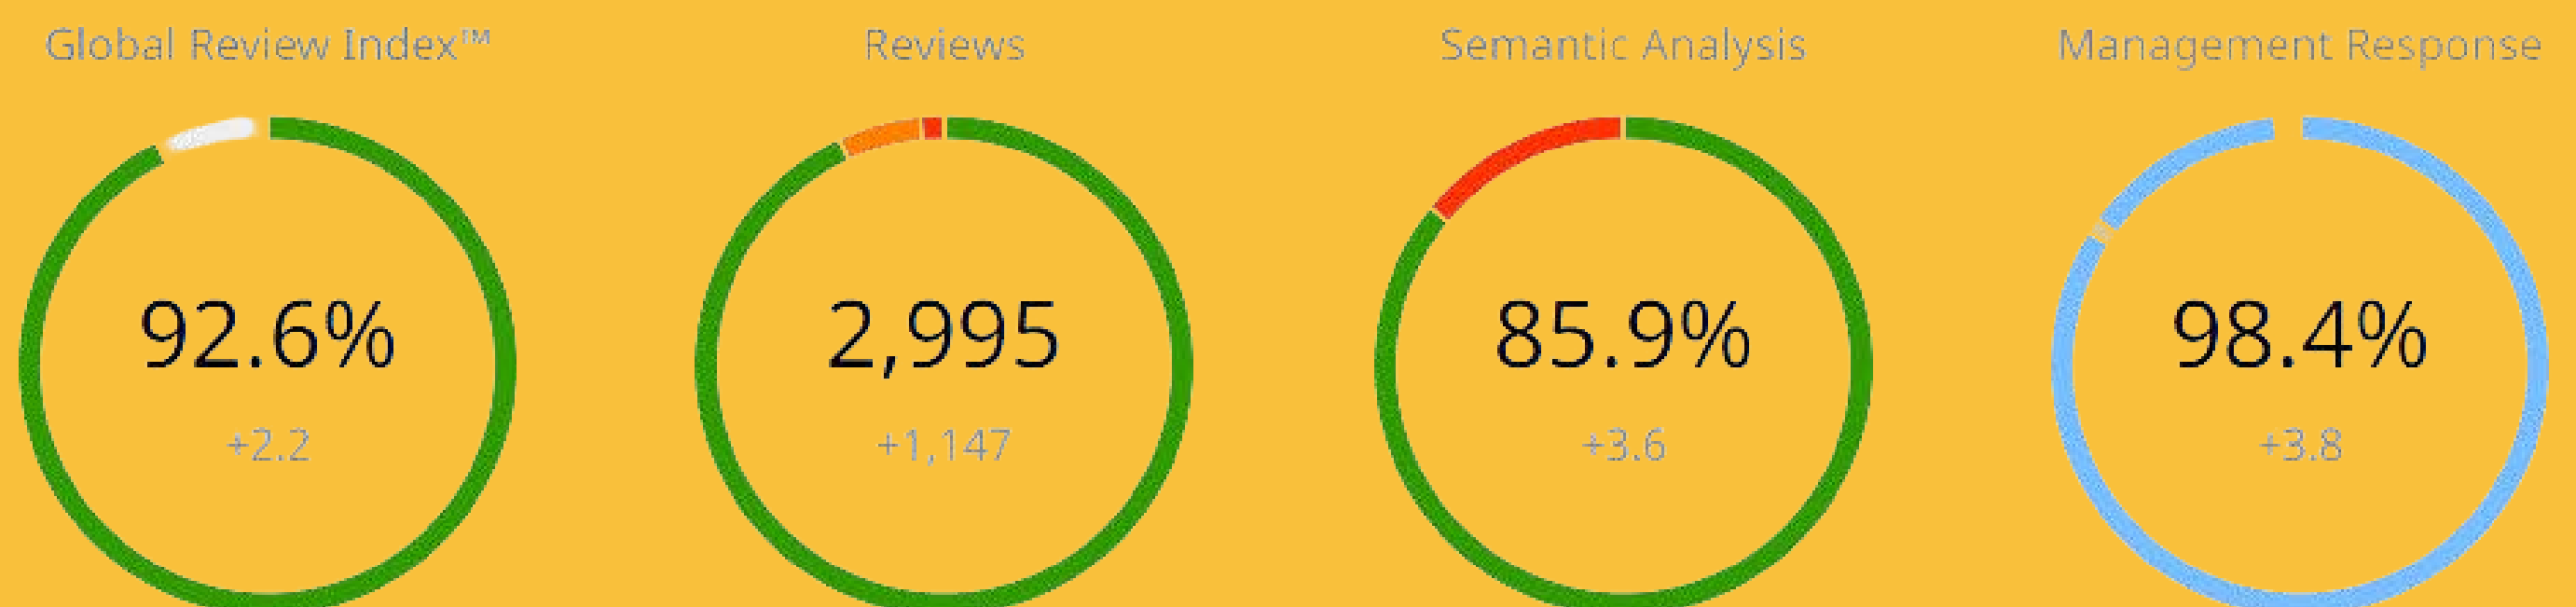 Global Review Index™
Reviews
Semantic Analysis
Management Response
92.6%
2,995
85.9%
98.4%
+2.2
+1,147
+3.6
+3.8